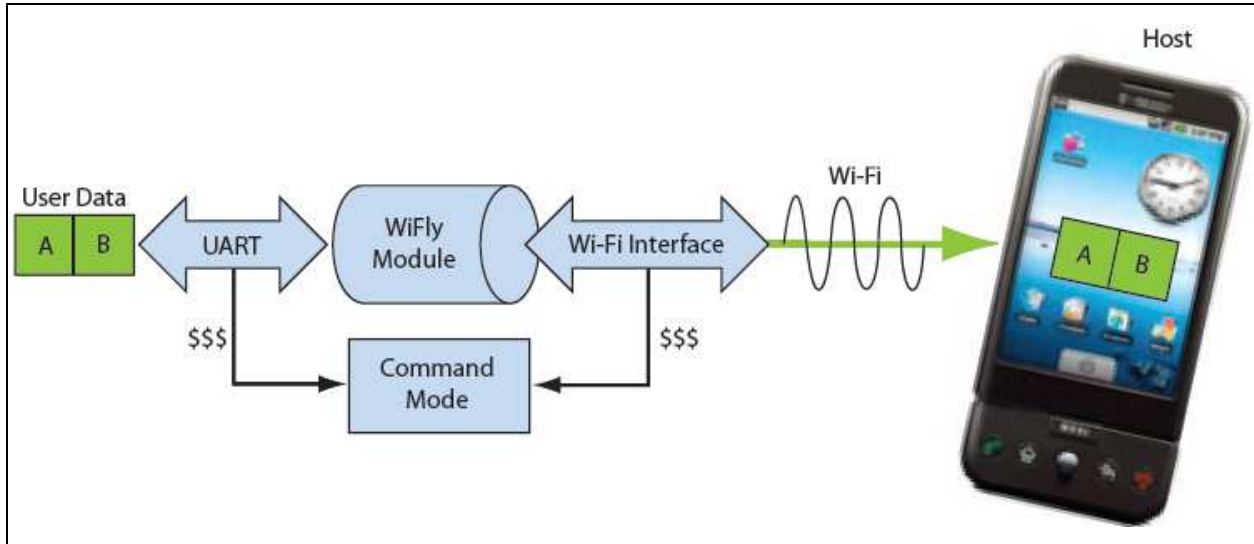 Host
Wi-Fi
User Data
A B
UART
WiFly
Module
Wi-Fi Interface
A B
$$$
$$$
Command
Mode